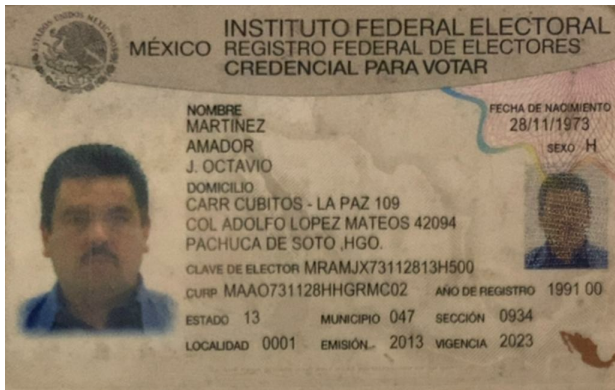 INSTITUTO FEDERAL ELECTORAL
MÉXICO REGISTRO FEDERAL DE ELECTORES
CREDENCIAL PARA VOTAR
NOMBRE
MARTINEZ
AMADOR
J. OCTAVIO
FECHA DE NACIMIENTO
28/11/1973
SEXO H
DOMICILIO
CARR CUBITOS - LA PAZ 109
COL ADOLFO LOPEZ MATEOS 42094
PACHUCA DE SOTO ,HGO.
CLAVE DE ELECTOR MRAMJX73112813H500
CURP MAAO731128HHGRMC02 AÑO DE REGISTRO 1991 00
ESTADO 13 MUNICIPIO 047 SECCIÓN 0934
LOCALIDAD 0001 EMISIÓN 2013 VIGENCIA 2023